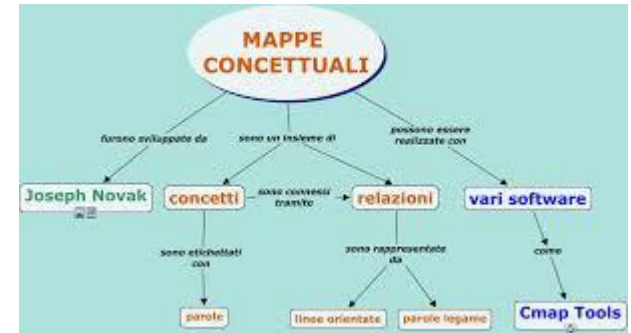 MAPPE
CONCETTUALI
furono sviluppate da
sono un insieme di
possono essere
realizzate con
Joseph Novak
concetti
sono connessi
tramite
relazioni
vari software
sono etichettati
con
sono rappresentate
da
come
parole
linee orientate
parole legame
Cmap Tools